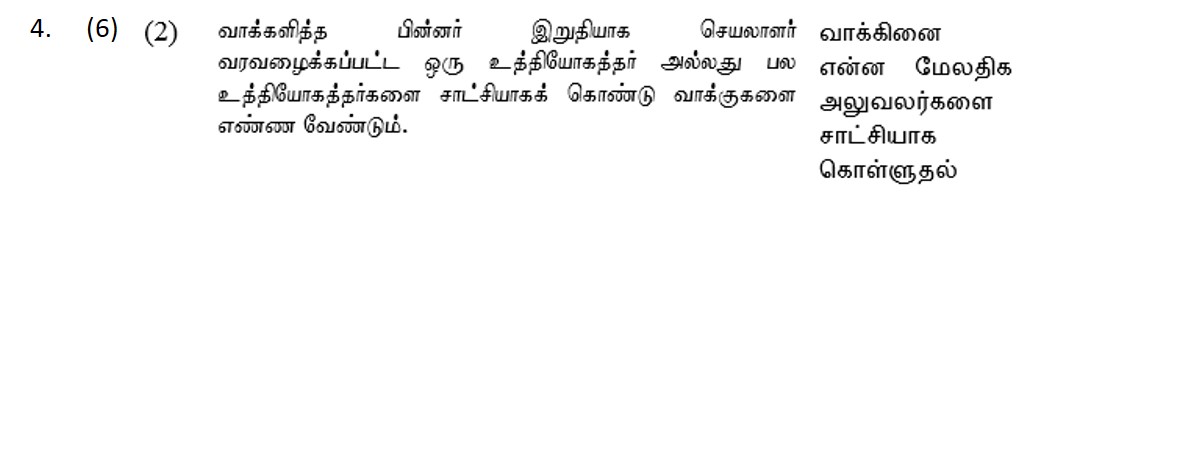 4. (6) (2) வாக்களித்த பின்னர் இறுதியாக செயலாளர்
வரவழைக்கப்பட்ட ஒரு உத்தியோகத்தர் அல்லது பல
உத்தியோகத்தர்களை சாட்சியாகக் கொண்டு வாக்குகளை
எண்ண வேண்டும்.
வாக்கினை
என்ன மேலதிக
அலுவலர்களை
சாட்சியாக
கொள்ளுதல்